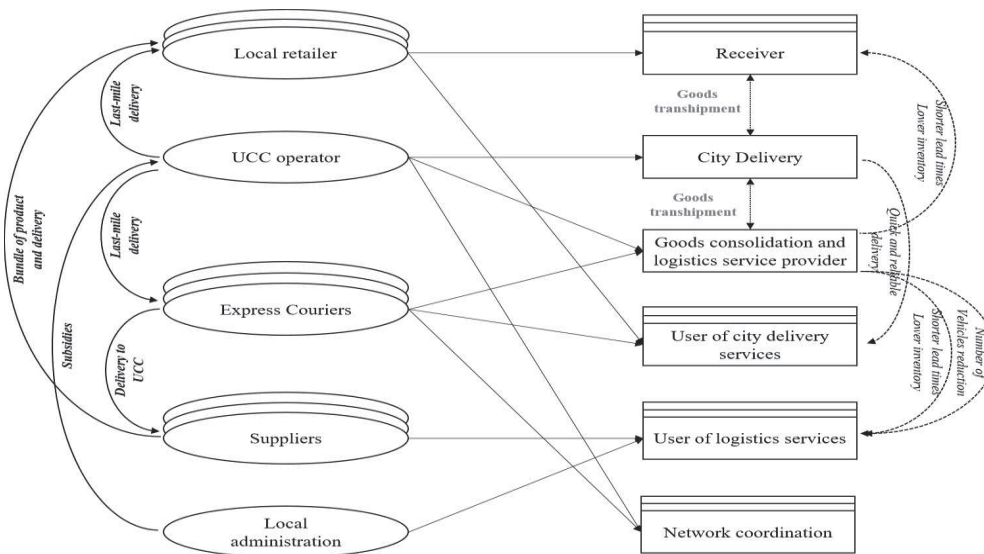 Local retailer
Receiver
Last-mile
delivery
Goods
transhipment
Shorter lead times
Lower inventory
UCC operator
City Delivery
Bundle of product
and delivery
Last-mile
delivery
Goods
transhipment
Quick and reliable
delivery
Goods consolidation and
logistics service provider
Express Couriers
User of city delivery
services
Subsidies
Delivery to
UCC
Shorter lead times
Lower inventory
Number of
Vehicles reduction
Suppliers
User of logistics services
Local
administration
Network coordination